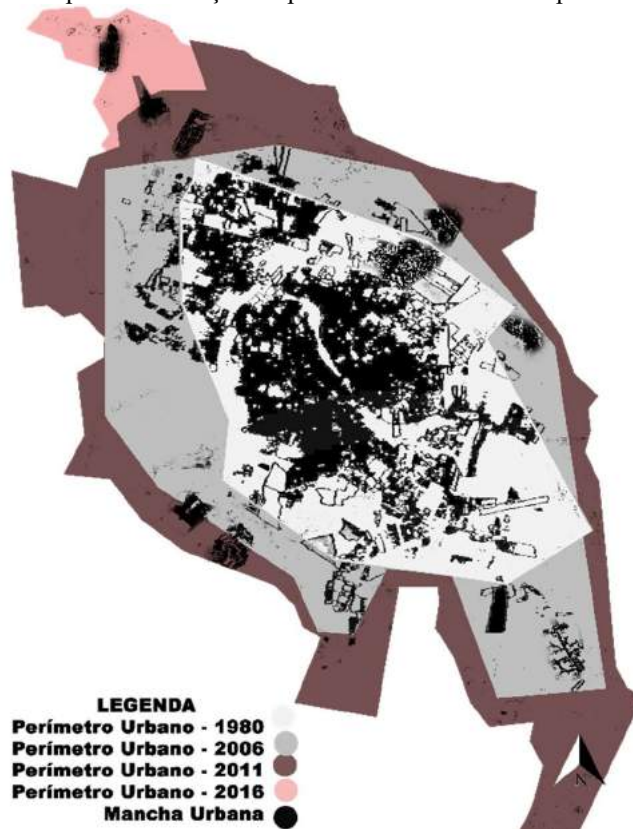 LEGENDA
Perímetro Urbano - 1980
Perímetro Urbano - 2006
Perímetro Urbano - 2011
Perímetro Urbano - 2016
Mancha Urbana
N